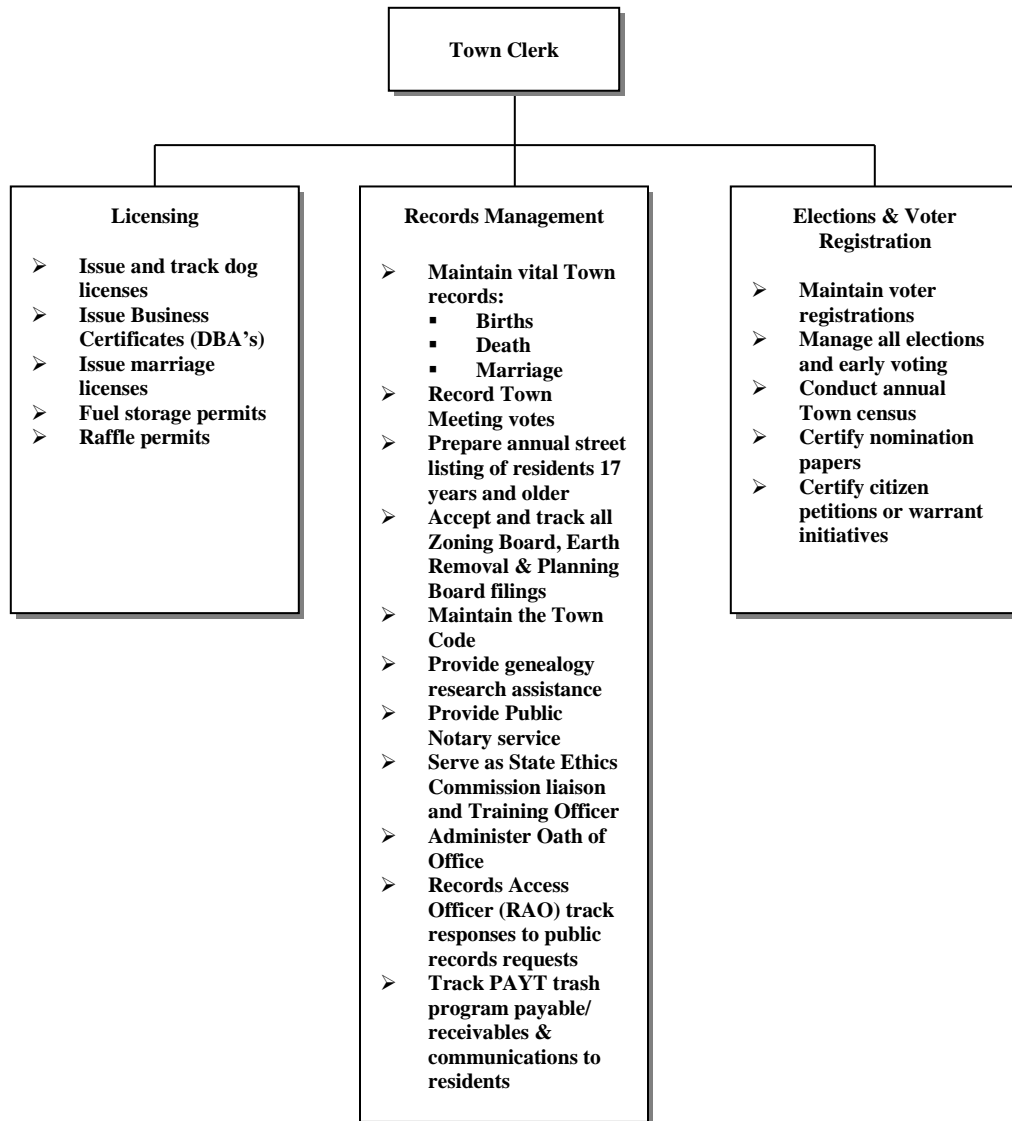 Town Clerk
Licensing
➢ Issue and track dog
licenses
➢ Issue Business
Certificates (DBA’s)
➢ Issue marriage
licenses
➢ Fuel storage permits
➢ Raffle permits
Records Management
➢ Maintain vital Town
records:
▪ Births
▪ Death
▪ Marriage
➢ Record Town
Meeting votes
➢ Prepare annual street
listing of residents 17
years and older
➢ Accept and track all
Zoning Board, Earth
Removal & Planning
Board filings
➢ Maintain the Town
Code
➢ Provide genealogy
research assistance
➢ Provide Public
Notary service
➢ Serve as State Ethics
Commission liaison
and Training Officer
➢ Administer Oath of
Office
➢ Records Access
Officer (RAO) track
responses to public
records requests
➢ Track PAYT trash
program payable/
receivables &
communications to
residents
Elections & Voter
Registration
➢ Maintain voter
registrations
➢ Manage all elections
and early voting
➢ Conduct annual
Town census
➢ Certify nomination
papers
➢ Certify citizen
petitions or warrant
initiatives